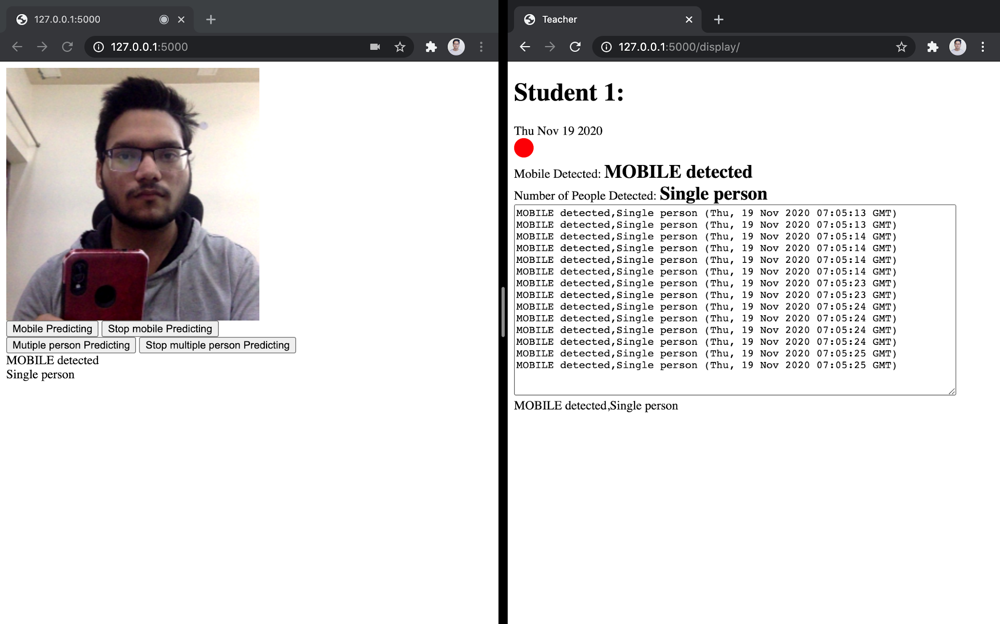 127.0.0.1:5000
127.0.0.1:5000
Mobile Predicting Stop mobile Predicting
Mutiple person Predicting Stop multiple person Predicting
MOBILE detected
Single person
Teacher
127.0.0.1:5000/display/
Student 1:
Thu Nov 19 2020
Mobile Detected: MOBILE detected
Number of People Detected: Single person
MOBILE detected,Single person (Thu, 19 Nov 2020 07:05:13 GMT)
MOBILE detected,Single person (Thu, 19 Nov 2020 07:05:13 GMT)
MOBILE detected,Single person (Thu, 19 Nov 2020 07:05:14 GMT)
MOBILE detected,Single person (Thu, 19 Nov 2020 07:05:14 GMT)
MOBILE detected,Single person (Thu, 19 Nov 2020 07:05:14 GMT)
MOBILE detected,Single person (Thu, 19 Nov 2020 07:05:14 GMT)
MOBILE detected,Single person (Thu, 19 Nov 2020 07:05:23 GMT)
MOBILE detected,Single person (Thu, 19 Nov 2020 07:05:23 GMT)
MOBILE detected,Single person (Thu, 19 Nov 2020 07:05:24 GMT)
MOBILE detected,Single person (Thu, 19 Nov 2020 07:05:24 GMT)
MOBILE detected,Single person (Thu, 19 Nov 2020 07:05:24 GMT)
MOBILE detected,Single person (Thu, 19 Nov 2020 07:05:24 GMT)
MOBILE detected,Single person (Thu, 19 Nov 2020 07:05:25 GMT)
MOBILE detected,Single person (Thu, 19 Nov 2020 07:05:25 GMT)
MOBILE detected,Single person